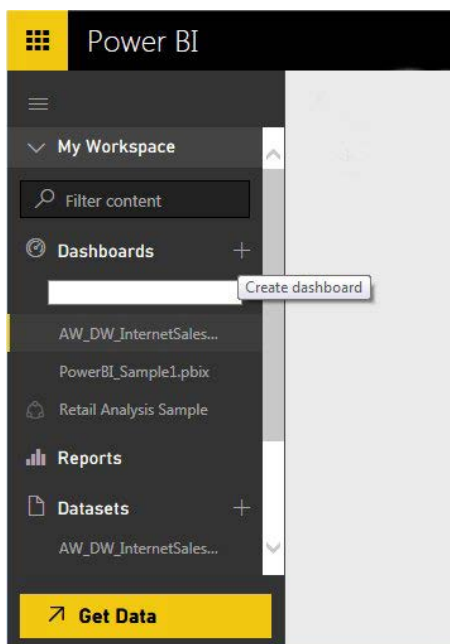 Power BI
My Workspace
Filter content
Dashboards
Create dashboard
AW_DW_InternetSales...
PowerBI_Sample1.pbix
Retail Analysis Sample
Reports
Datasets
AW_DW_InternetSales...
Get Data